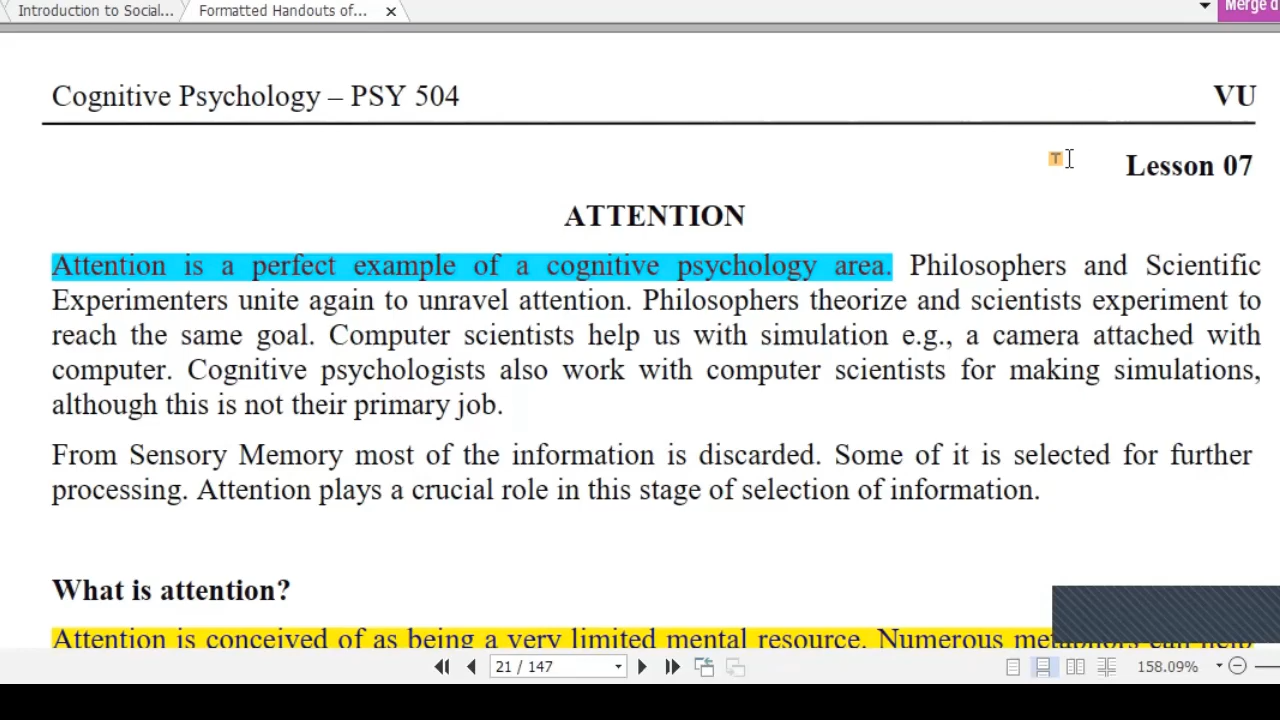 Introduction to Social...
Formatted Handouts of...
Merge d
Cognitive Psychology – PSY 504 VU
Lesson 07
ATTENTION
Attention is a perfect example of a cognitive psychology area. Philosophers and Scientific
Experimenters unite again to unravel attention. Philosophers theorize and scientists experiment to
reach the same goal. Computer scientists help us with simulation e.g., a camera attached with
computer. Cognitive psychologists also work with computer scientists for making simulations,
although this is not their primary job.
From Sensory Memory most of the information is discarded. Some of it is selected for further
processing. Attention plays a crucial role in this stage of selection of information.
What is attention?
Attention is conceived of as being a very limited mental resource. Numerous metaphors can help
21 / 147
158.09%